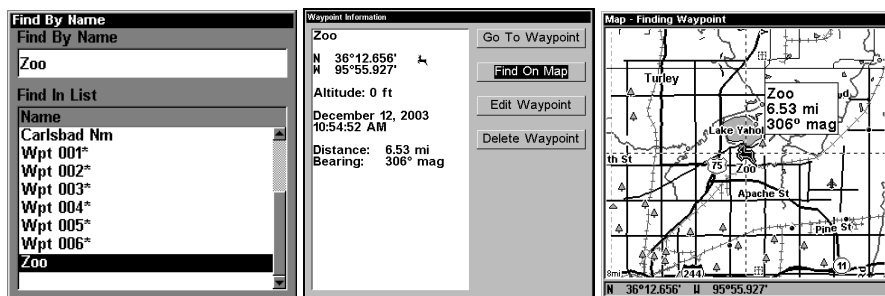 Find By Name
Find By Name
Zoo
Find In List
Name
Carlsbad Nm
Wpt 001*
Wpt 002*
Wpt 003*
Wpt 004*
Wpt 005*
Wpt 006*
Zoo
Waypoint Information
Zoo
N 36°12.656'
W 95°55.927'
Altitude: 0 ft
December 12, 2003
10:54:52 AM
Distance: 6.53 mi
Bearing: 306° mag
Go To Waypoint
Find On Map
Edit Waypoint
Delete Waypoint
Map - Finding Waypoint
Turley
Zoo
6.53 mi
306° mag
Lake Yahol
th St
75
Zoo
Apache St
Pine St
11
8mi
244
N 36°12.656' W 95°55.927'